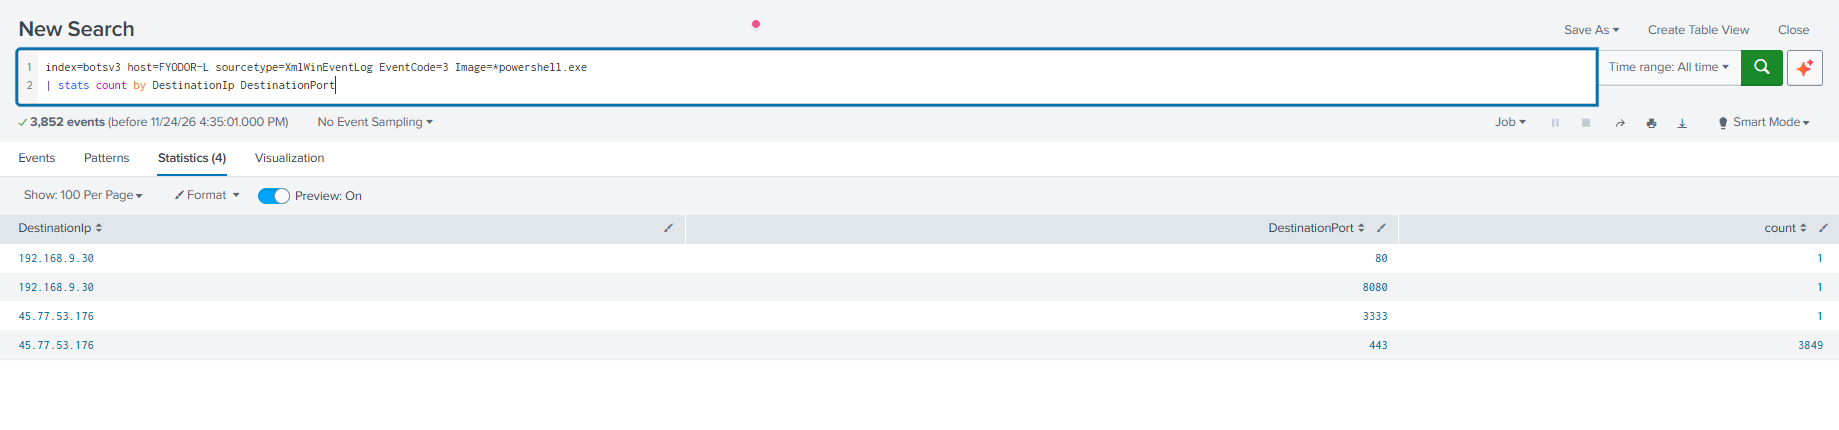 New Search
Save As ▾ Create Table View Close
1 index=botsv3 host=FYODOR-L sourcetype=XmlWinEventLog EventCode=3 Image=*powershell.exe
2 | stats count by DestinationIp DestinationPort
Time range: All time ▾
✓ 3,852 events (before 11/24/26 4:35:01.000 PM) No Event Sampling ▾
Job ▾ Smart Mode ▾
Events Patterns Statistics (4) Visualization
Show: 100 Per Page ▾ Format ▾ Preview: On
DestinationIp DestinationPort count
192.168.9.30 80 1
192.168.9.30 8080 1
45.77.53.176 3333 1
45.77.53.176 443 3849